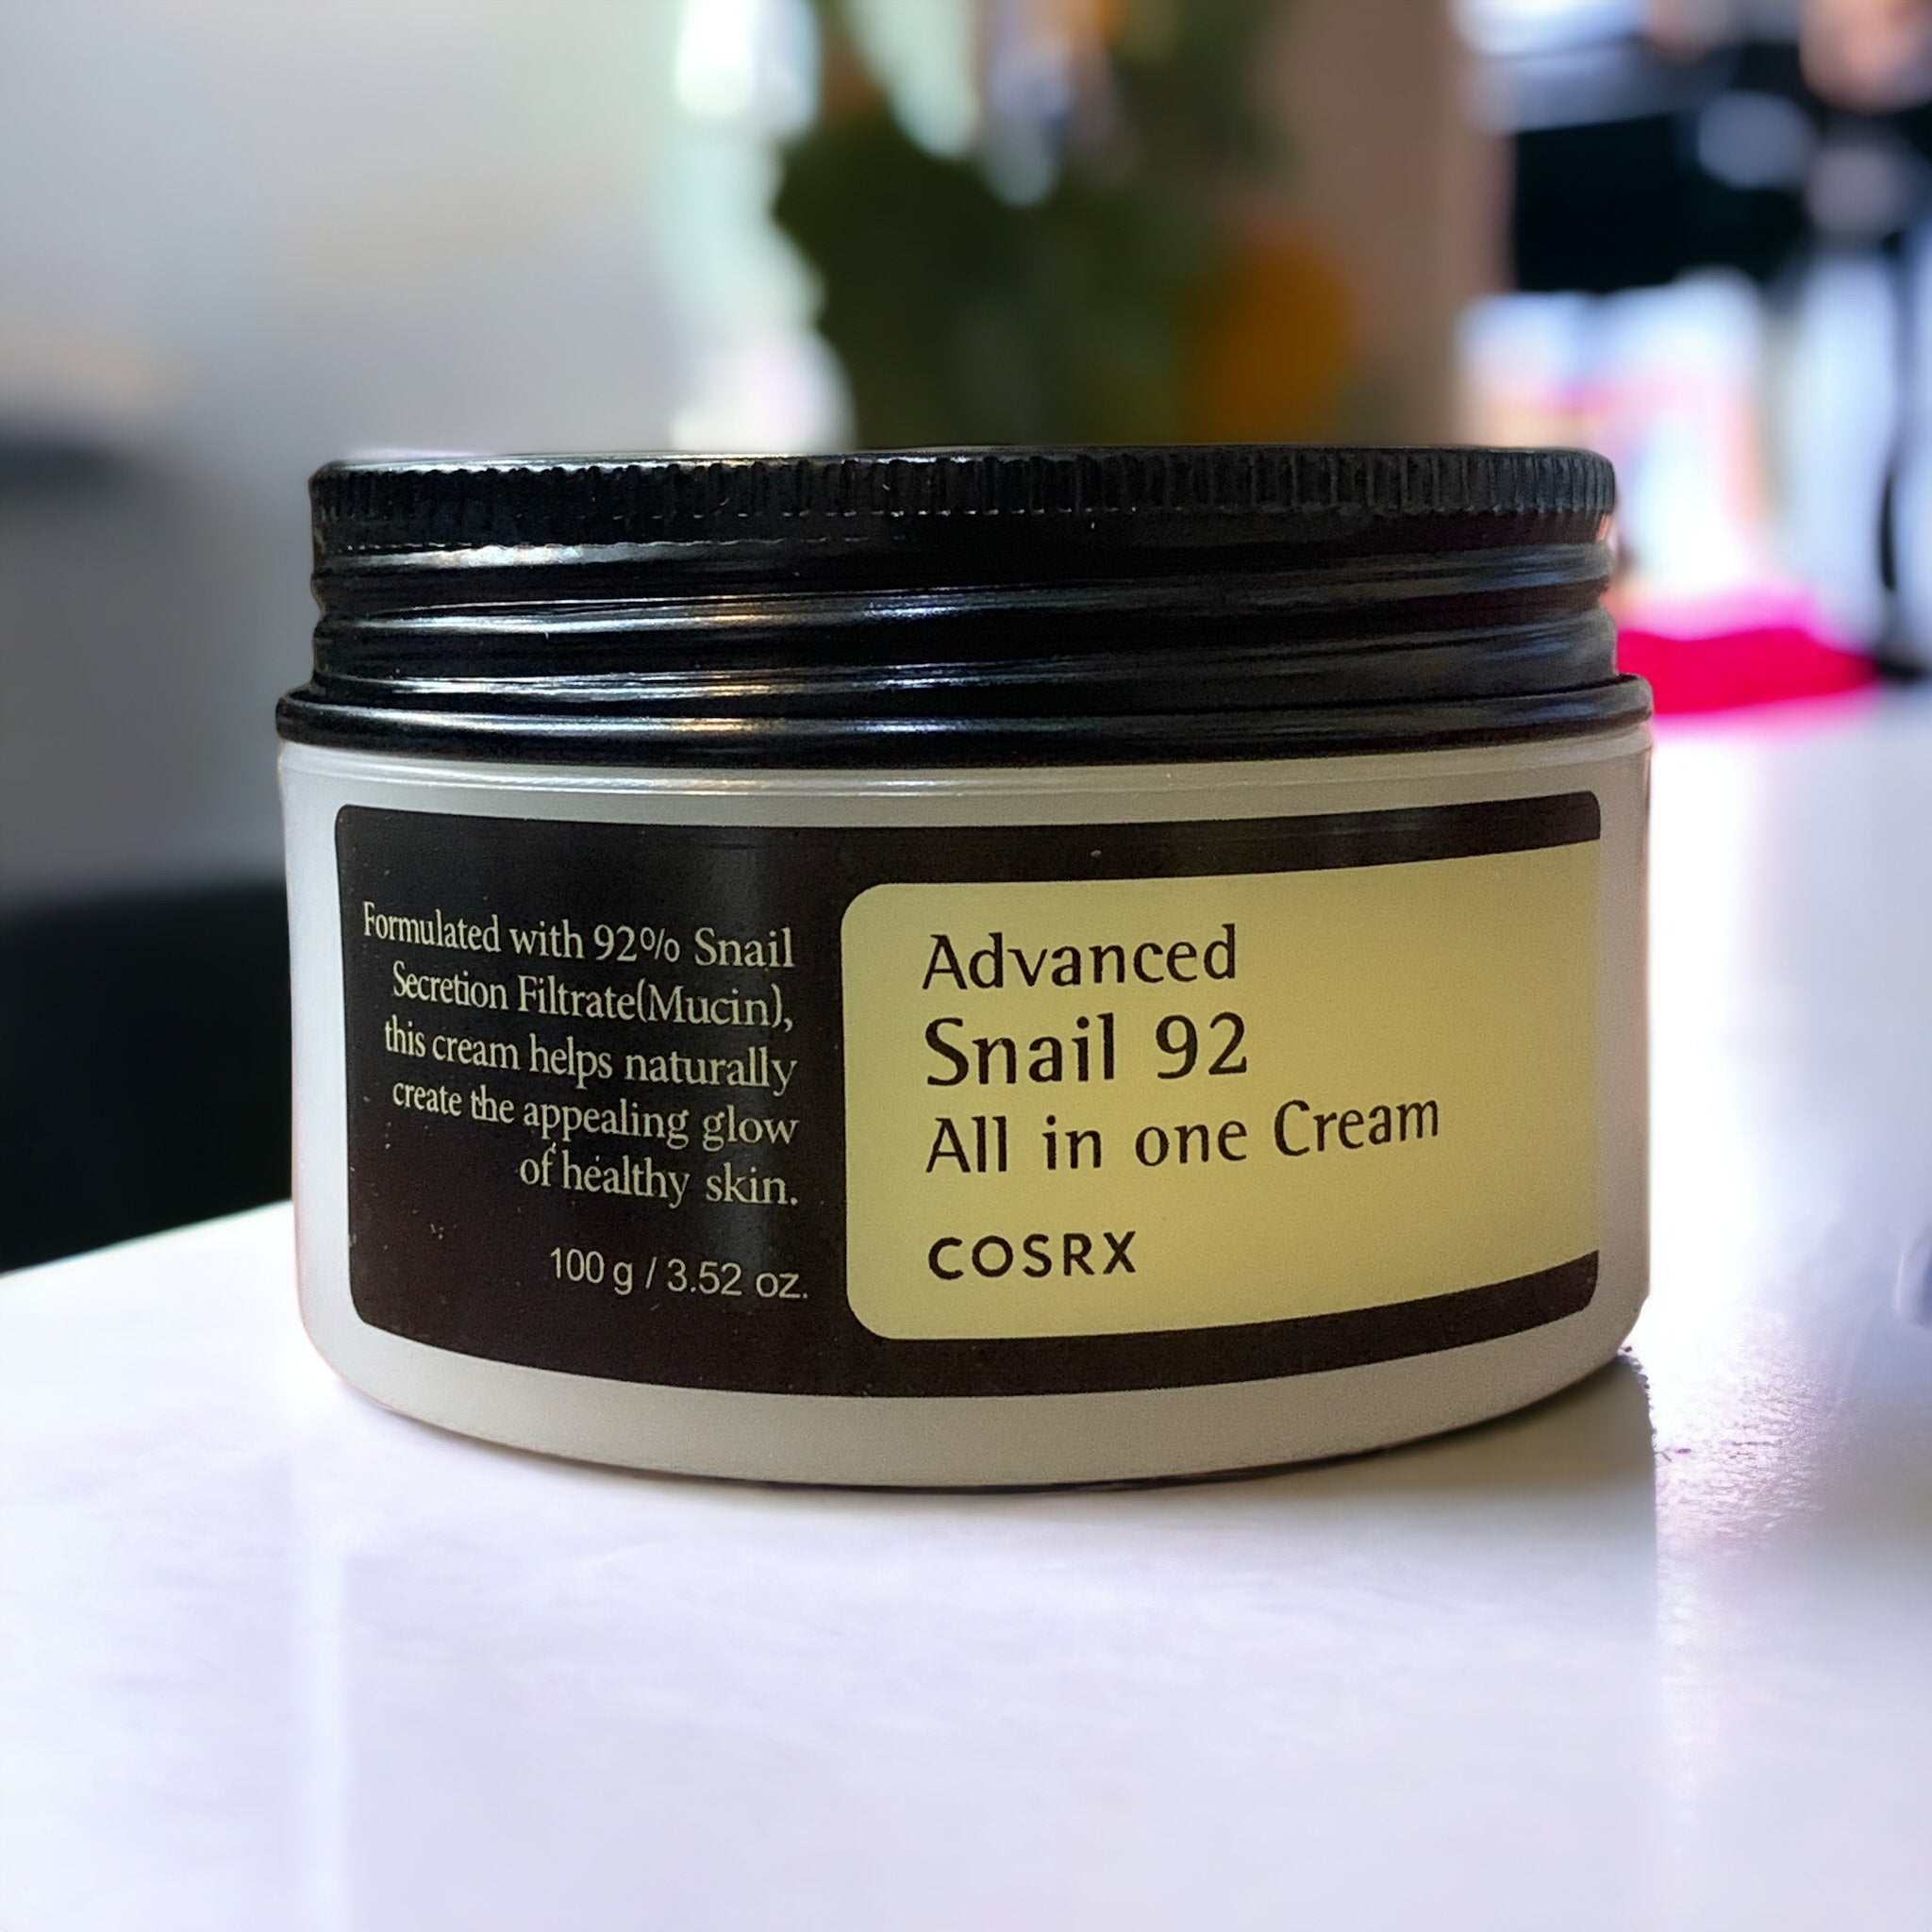 Formulated with 92% Snail
Secretion Filtrate(Mucin),
this cream helps naturally
create the appealing glow
of healthy skin.
100 g / 3.52 oz.
Advanced
Snail 92
All in one Cream
COSRX